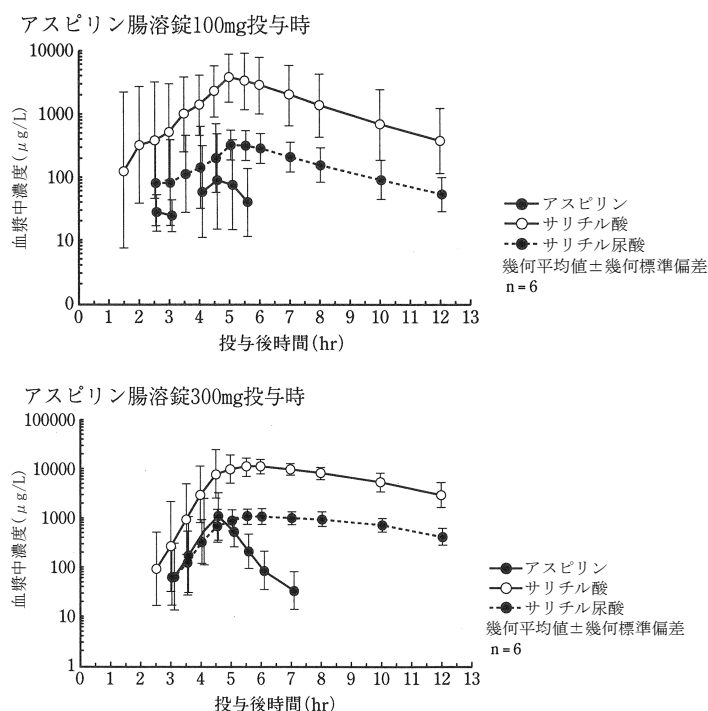 アスピリン腸溶錠100mg投与時
10000
1000
100
10
0
血漿中濃度(μg/L)
0 1 2 3 4 5 6 7 8 9 10 11 12 13
投与後時間(hr)
アスピリン
サリチル酸
サリチル尿酸
幾何平均値±幾何標準偏差
n=6
アスピリン腸溶錠300mg投与時
100000
10000
1000
100
10
1
血漿中濃度(μg/L)
0 1 2 3 4 5 6 7 8 9 10 11 12 13
投与後時間(hr)
アスピリン
サリチル酸
サリチル尿酸
幾何平均値±幾何標準偏差
n=6